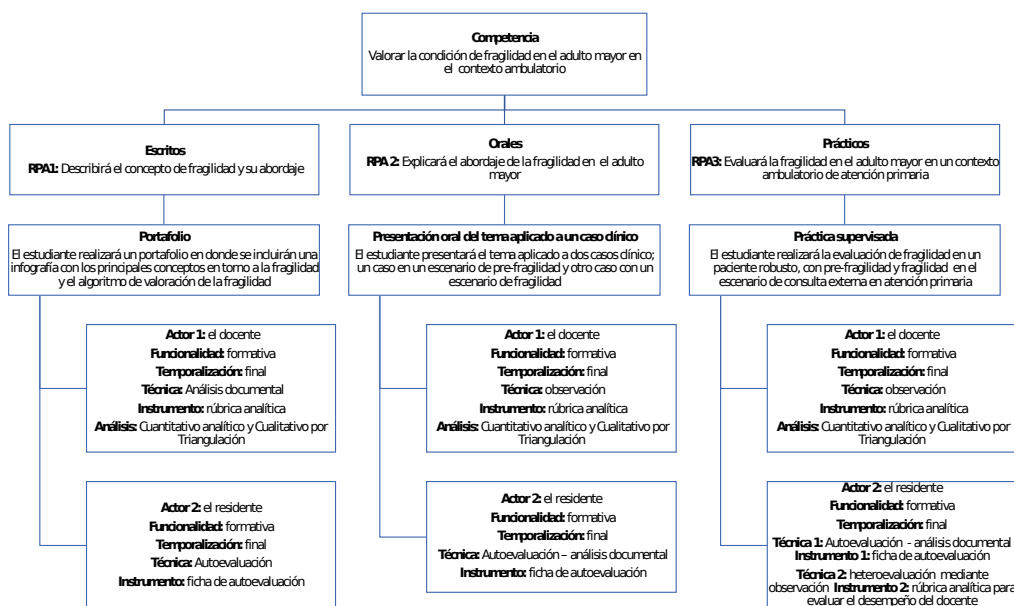 Competencia
Valorar la condición de fragilidad en el adulto mayor en
el contexto ambulatorio
Escritos
RPA1: Describirá el concepto de fragilidad y su abordaje
Orales
RPA 2: Explicará el abordaje de la fragilidad en el adulto
mayor
Prácticos
RPA3: Evaluará la fragilidad en el adulto mayor en un contexto
ambulatorio de atención primaria
Portafolio
El estudiante realizará un portafolio en donde se incluirán una
infografía con los principales conceptos en torno a la fragilidad
y el algoritmo de valoración de la fragilidad
Presentación oral del tema aplicado a un caso clínico
El estudiante presentará el tema aplicado a dos casos clínico;
un caso en un escenario de pre-fragilidad y otro caso con un
escenario de fragilidad
Práctica supervisada
El estudiante realizará la evaluación de fragilidad en un
paciente robusto, con pre-fragilidad y fragilidad en el
escenario de consulta externa en atención primaria
Actor 1: el docente
Funcionalidad: formativa
Temporalización: final
Técnica: Análisis documental
Instrumento: rúbrica analítica
Análisis: Cuantitativo analítico y Cualitativo por
Triangulación
Actor 1: el docente
Funcionalidad: formativa
Temporalización: final
Técnica: observación
Instrumento: rúbrica analítica
Análisis: Cuantitativo analítico y Cualitativo por
Triangulación
Actor 1: el docente
Funcionalidad: formativa
Temporalización: final
Técnica: observación
Instrumento: rúbrica analítica
Análisis: Cuantitativo analítico y Cualitativo por
Triangulación
Actor 2: el residente
Funcionalidad: formativa
Temporalización: final
Técnica: Autoevaluación
Instrumento: ficha de autoevaluación
Actor 2: el residente
Funcionalidad: formativa
Temporalización: final
Técnica: Autoevaluación – análisis documental
Instrumento: ficha de autoevaluación
Actor 2: el residente
Funcionalidad: formativa
Temporalización: final
Técnica 1: Autoevaluación - análisis documental
Instrumento 1: ficha de autoevaluación
Técnica 2: heteroevaluación mediante
observación Instrumento 2: rúbrica analítica para
evaluar el desempeño del docente